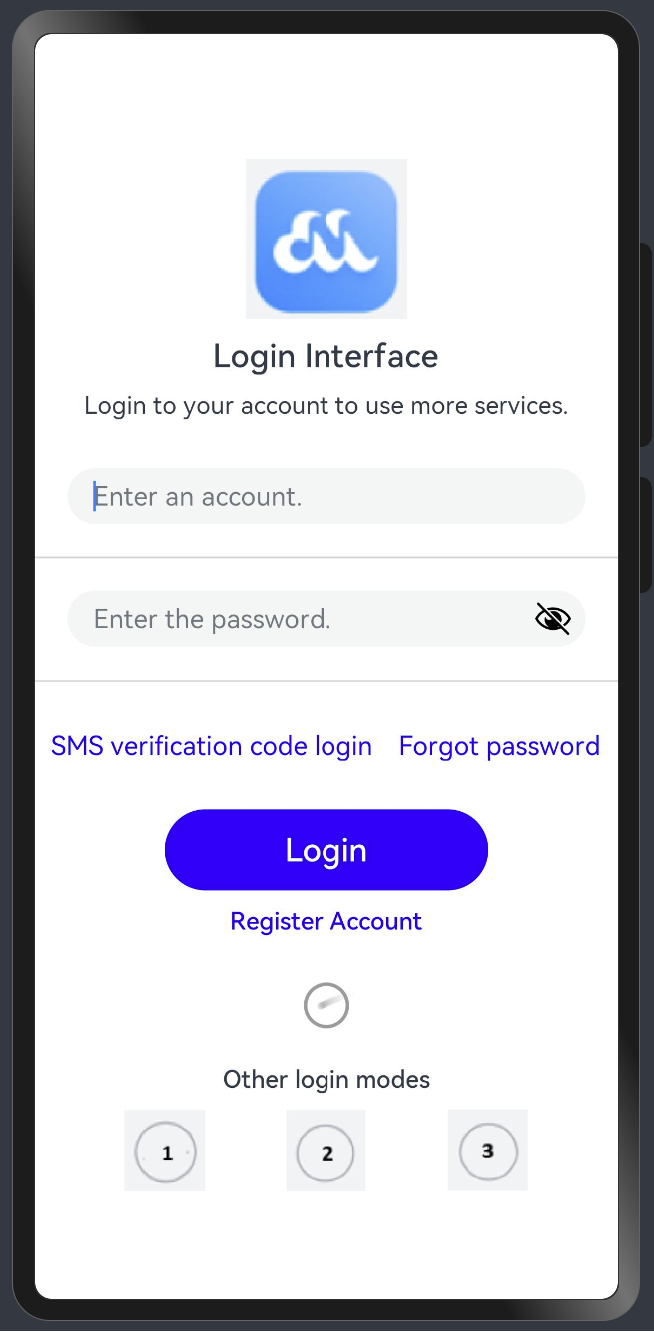 Login Interface
Login to your account to use more services.
Enter an account.
Enter the password.
SMS verification code login Forgot password
Login
Register Account
Other login modes
1 2 3